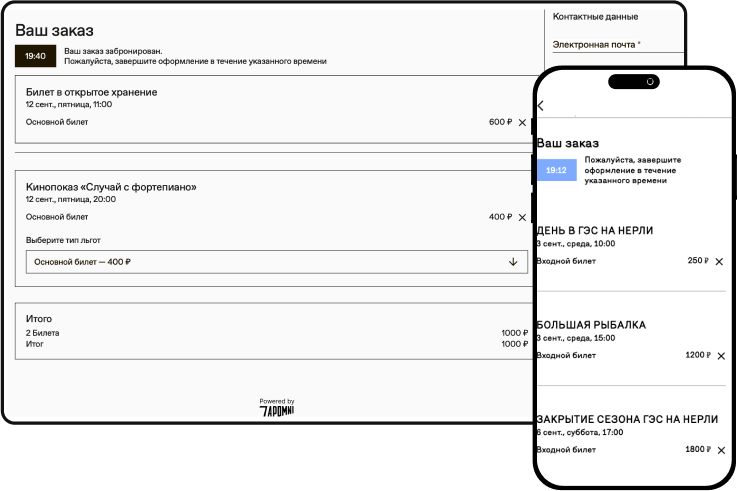 Ваш заказ
19:40
Ваш заказ забронирован.
Пожалуйста, завершите оформление в течение указанного времени
Билет в открытое хранение
12 сент., пятница, 11:00
Основной билет
600 ₽
Кинопоказ «Случай с фортепиано»
12 сент., пятница, 20:00
Основной билет
400 ₽
Выберите тип льгот
Основной билет — 400 ₽
Итого
2 Билета
1000 ₽
Итог
1000 ₽
Powered by
ZАРОМNI
Контактные данные
Электронная почта *
Ваш заказ
19:12
Пожалуйста, завершите
оформление в течение
указанного времени
ДЕНЬ В ГЭС НА НЕРЛИ
3 сент., среда, 10:00
Входной билет
250 ₽
БОЛЬШАЯ РЫБАЛКА
3 сент., среда, 15:00
Входной билет
1200 ₽
ЗАКРЫТИЕ СЕЗОНА ГЭС НА НЕРЛИ
6 сент., суббота, 17:00
Входной билет
1800 ₽